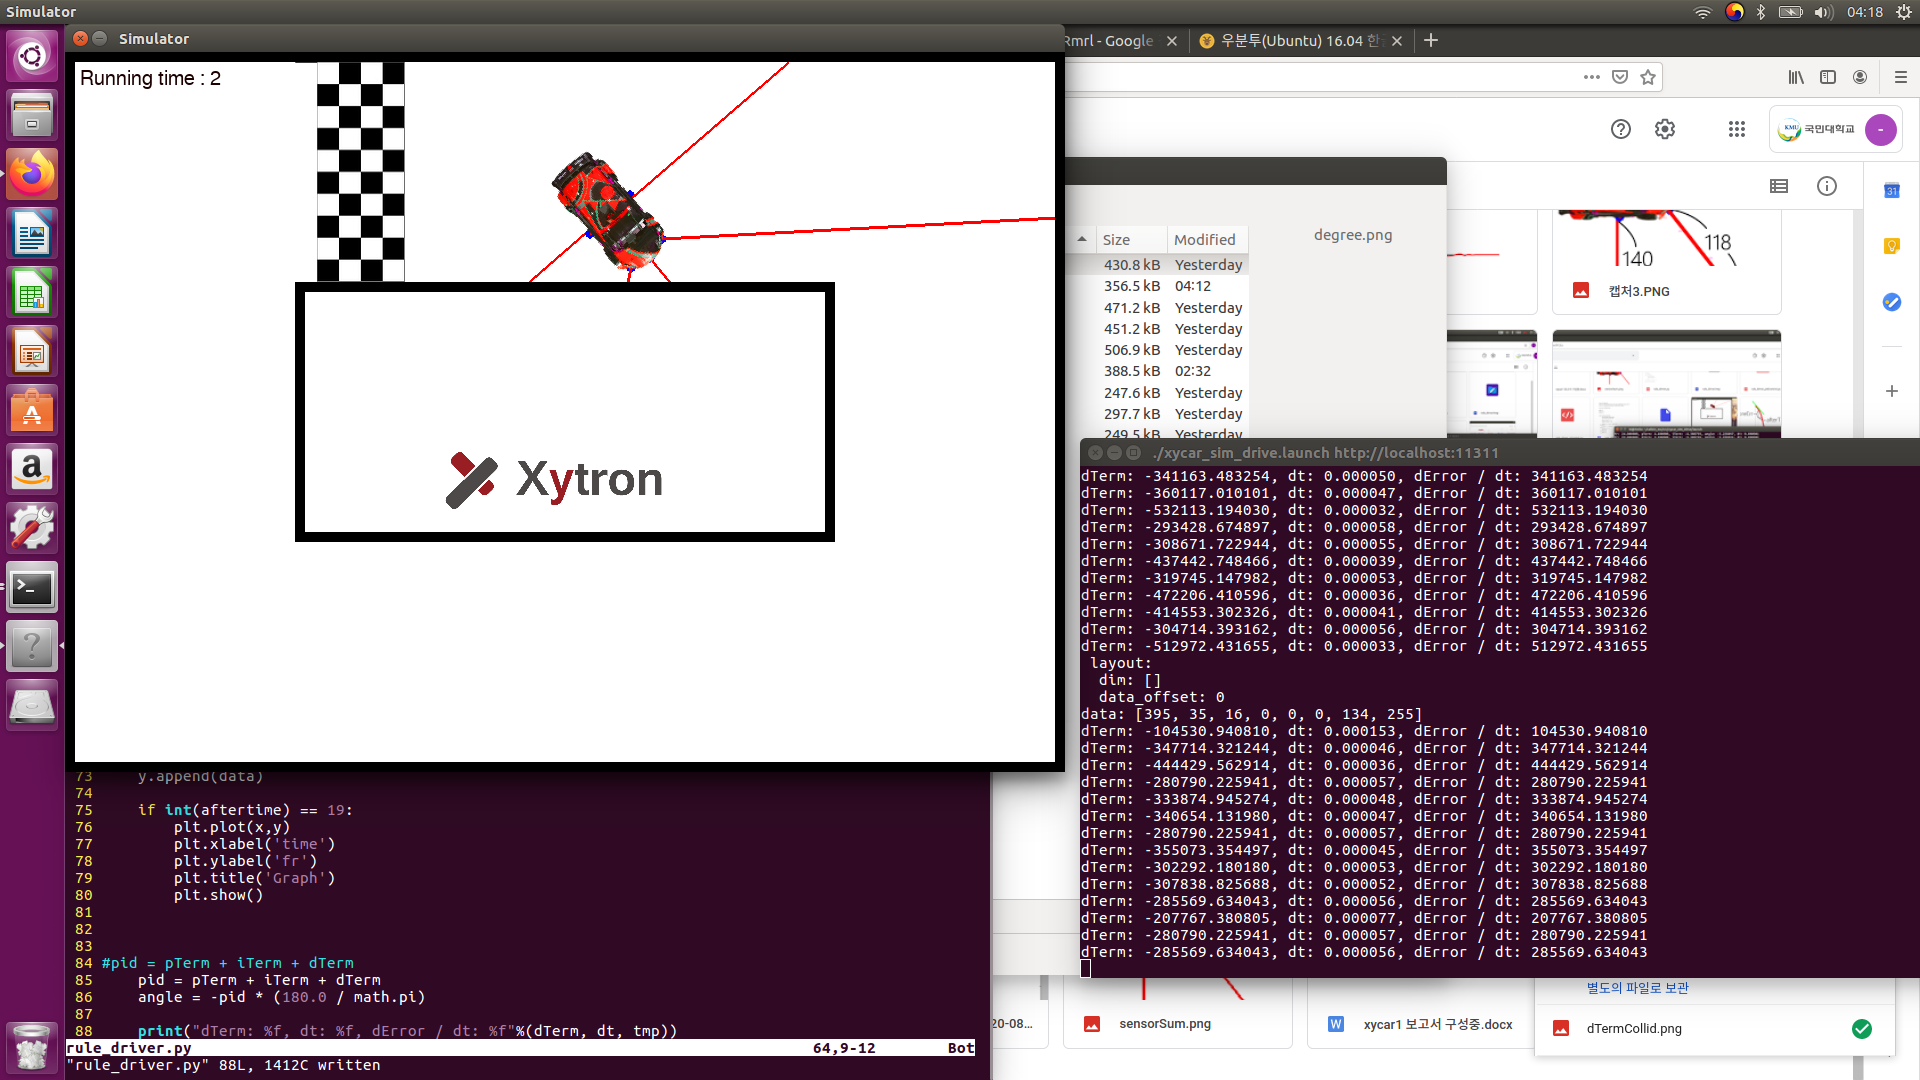 Simulator
04:18
Simulator
Running time : 2
Xytron
Rmrl - Google
우분투(Ubuntu) 16.04 한
KMU 국민대학교
-
31
Size
Modified
430.8 kB Yesterday
356.5 kB 04:12
471.2 kB Yesterday
451.2 kB Yesterday
506.9 kB Yesterday
388.5 kB 02:32
247.6 kB Yesterday
297.7 kB Yesterday
249.5 kB Yesterday
degree.png
140
118
캡처3.PNG
./xycar_sim_drive.launch http://localhost:11311
dTerm: -341163.483254, dt: 0.000050, dError / dt: 341163.483254
dTerm: -360117.010101, dt: 0.000047, dError / dt: 360117.010101
dTerm: -532113.194030, dt: 0.000032, dError / dt: 532113.194030
dTerm: -293428.674897, dt: 0.000058, dError / dt: 293428.674897
dTerm: -308671.722944, dt: 0.000055, dError / dt: 308671.722944
dTerm: -437442.748466, dt: 0.000039, dError / dt: 437442.748466
dTerm: -319745.147982, dt: 0.000053, dError / dt: 319745.147982
dTerm: -472206.410596, dt: 0.000036, dError / dt: 472206.410596
dTerm: -414553.302326, dt: 0.000041, dError / dt: 414553.302326
dTerm: -304714.393162, dt: 0.000056, dError / dt: 304714.393162
dTerm: -512972.431655, dt: 0.000033, dError / dt: 512972.431655
layout:
dim: []
data_offset: 0
data: [395, 35, 16, 0, 0, 0, 134, 255]
dTerm: -104530.940810, dt: 0.000153, dError / dt: 104530.940810
dTerm: -347714.321244, dt: 0.000046, dError / dt: 347714.321244
dTerm: -444429.562914, dt: 0.000036, dError / dt: 444429.562914
dTerm: -280790.225941, dt: 0.000057, dError / dt: 280790.225941
dTerm: -333874.945274, dt: 0.000048, dError / dt: 333874.945274
dTerm: -340654.131980, dt: 0.000047, dError / dt: 340654.131980
dTerm: -280790.225941, dt: 0.000057, dError / dt: 280790.225941
dTerm: -355073.354497, dt: 0.000045, dError / dt: 355073.354497
dTerm: -302292.180180, dt: 0.000053, dError / dt: 302292.180180
dTerm: -307838.825688, dt: 0.000052, dError / dt: 307838.825688
dTerm: -285569.634043, dt: 0.000056, dError / dt: 285569.634043
dTerm: -207767.380805, dt: 0.000077, dError / dt: 207767.380805
dTerm: -280790.225941, dt: 0.000057, dError / dt: 280790.225941
dTerm: -285569.634043, dt: 0.000056, dError / dt: 285569.634043
73 y.append(data)
74
75 if int(aftertime) == 19:
76 plt.plot(x,y)
77 plt.xlabel('time')
78 plt.ylabel('fr')
79 plt.title('Graph')
80 plt.show()
81
82
83
84 #pid = pTerm + iTerm + dTerm
85 pid = pTerm + iTerm + dTerm
86 angle = -pid * (180.0 / math.pi)
87
88 print("dTerm: %f, dt: %f, dError / dt: %f"%(dTerm, dt, tmp))
rule_driver.py 64,9-12 Bot
"rule_driver.py" 88L, 1412C written
20-08...
sensorSum.png
W xycar1 보고서 구성중.docx
별도의 파일로 보관
dTermCollid.png